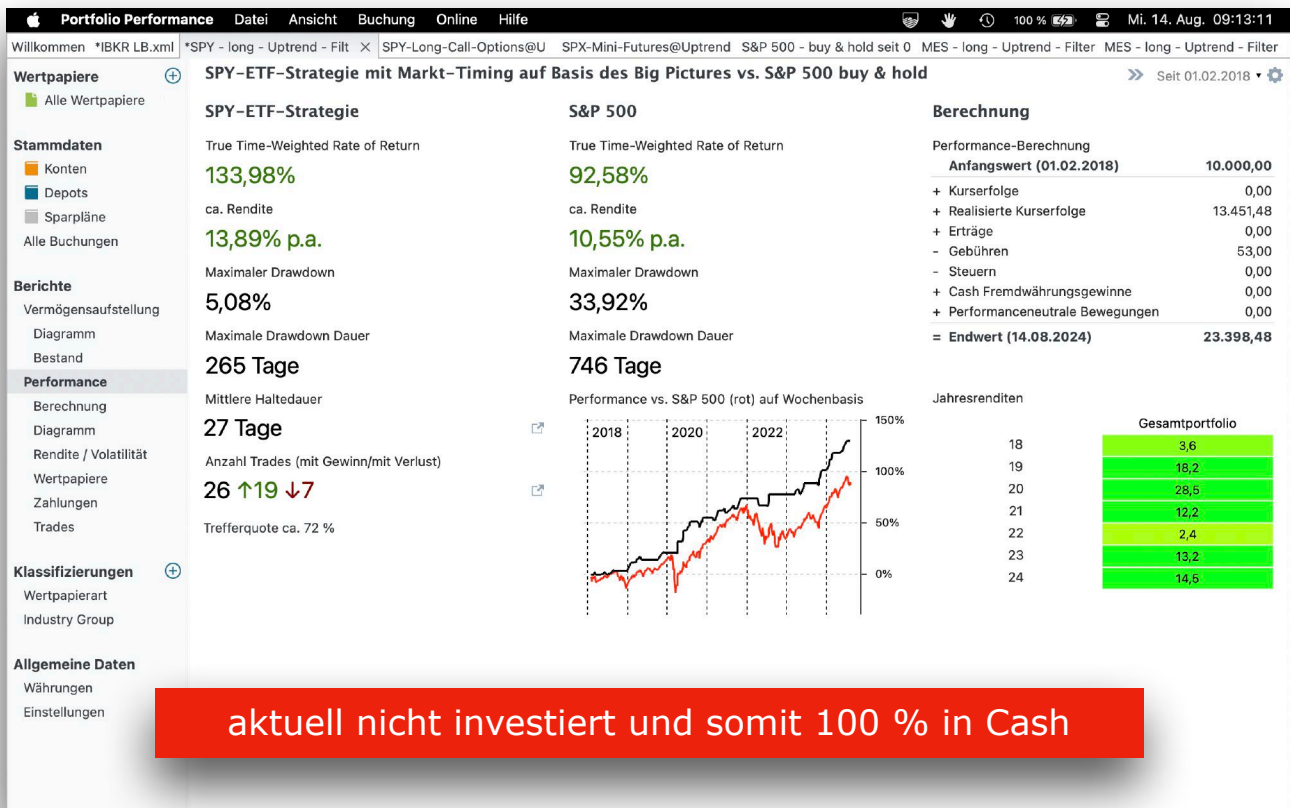 Portfolio Performance Datei Ansicht Buchung Online Hilfe 100 % Mi. 14. Aug. 09:13:11
Willkommen *IBKR LB.xml *SPY - long - Uptrend - Filt SPY-Long-Call-Options@U SPX-Mini-Futures@Uptrend S&P 500 - buy & hold seit 0 MES - long - Uptrend - Filter MES - long - Uptrend - Filter
Wertpapiere
Alle Wertpapiere
Stammdaten
Konten
Depots
Sparpläne
Alle Buchungen
Berichte
Vermögensaufstellung
Diagramm
Bestand
Performance
Berechnung
Diagramm
Rendite / Volatilität
Wertpapiere
Zahlungen
Trades
Klassifizierungen
Wertpapierart
Industry Group
Allgemeine Daten
Währungen
Einstellungen
SPY-ETF-Strategie mit Markt-Timing auf Basis des Big Pictures vs. S&P 500 buy & hold
Seit 01.02.2018
SPY-ETF-Strategie
True Time-Weighted Rate of Return
133,98%
ca. Rendite
13,89% p.a.
Maximaler Drawdown
5,08%
Maximale Drawdown Dauer
265 Tage
Mittlere Haltedauer
27 Tage
Anzahl Trades (mit Gewinn/mit Verlust)
26 ↑19 ↓7
Trefferquote ca. 72 %
S&P 500
True Time-Weighted Rate of Return
92,58%
ca. Rendite
10,55% p.a.
Maximaler Drawdown
33,92%
Maximale Drawdown Dauer
746 Tage
Performance vs. S&P 500 (rot) auf Wochenbasis
2018 2020 2022
150%
100%
50%
0%
Berechnung
Performance-Berechnung
Anfangswert (01.02.2018) 10.000,00
+ Kurserfolge 0,00
+ Realisierte Kurserfolge 13.451,48
+ Erträge 0,00
- Gebühren 53,00
- Steuern 0,00
+ Cash Fremdwährungsgewinne 0,00
+ Performanceneutrale Bewegungen 0,00
= Endwert (14.08.2024) 23.398,48
Jahresrenditen
Gesamtportfolio
18 3,6
19 18,2
20 28,5
21 12,2
22 2,4
23 13,2
24 14,5
aktuell nicht investiert und somit 100 % in Cash